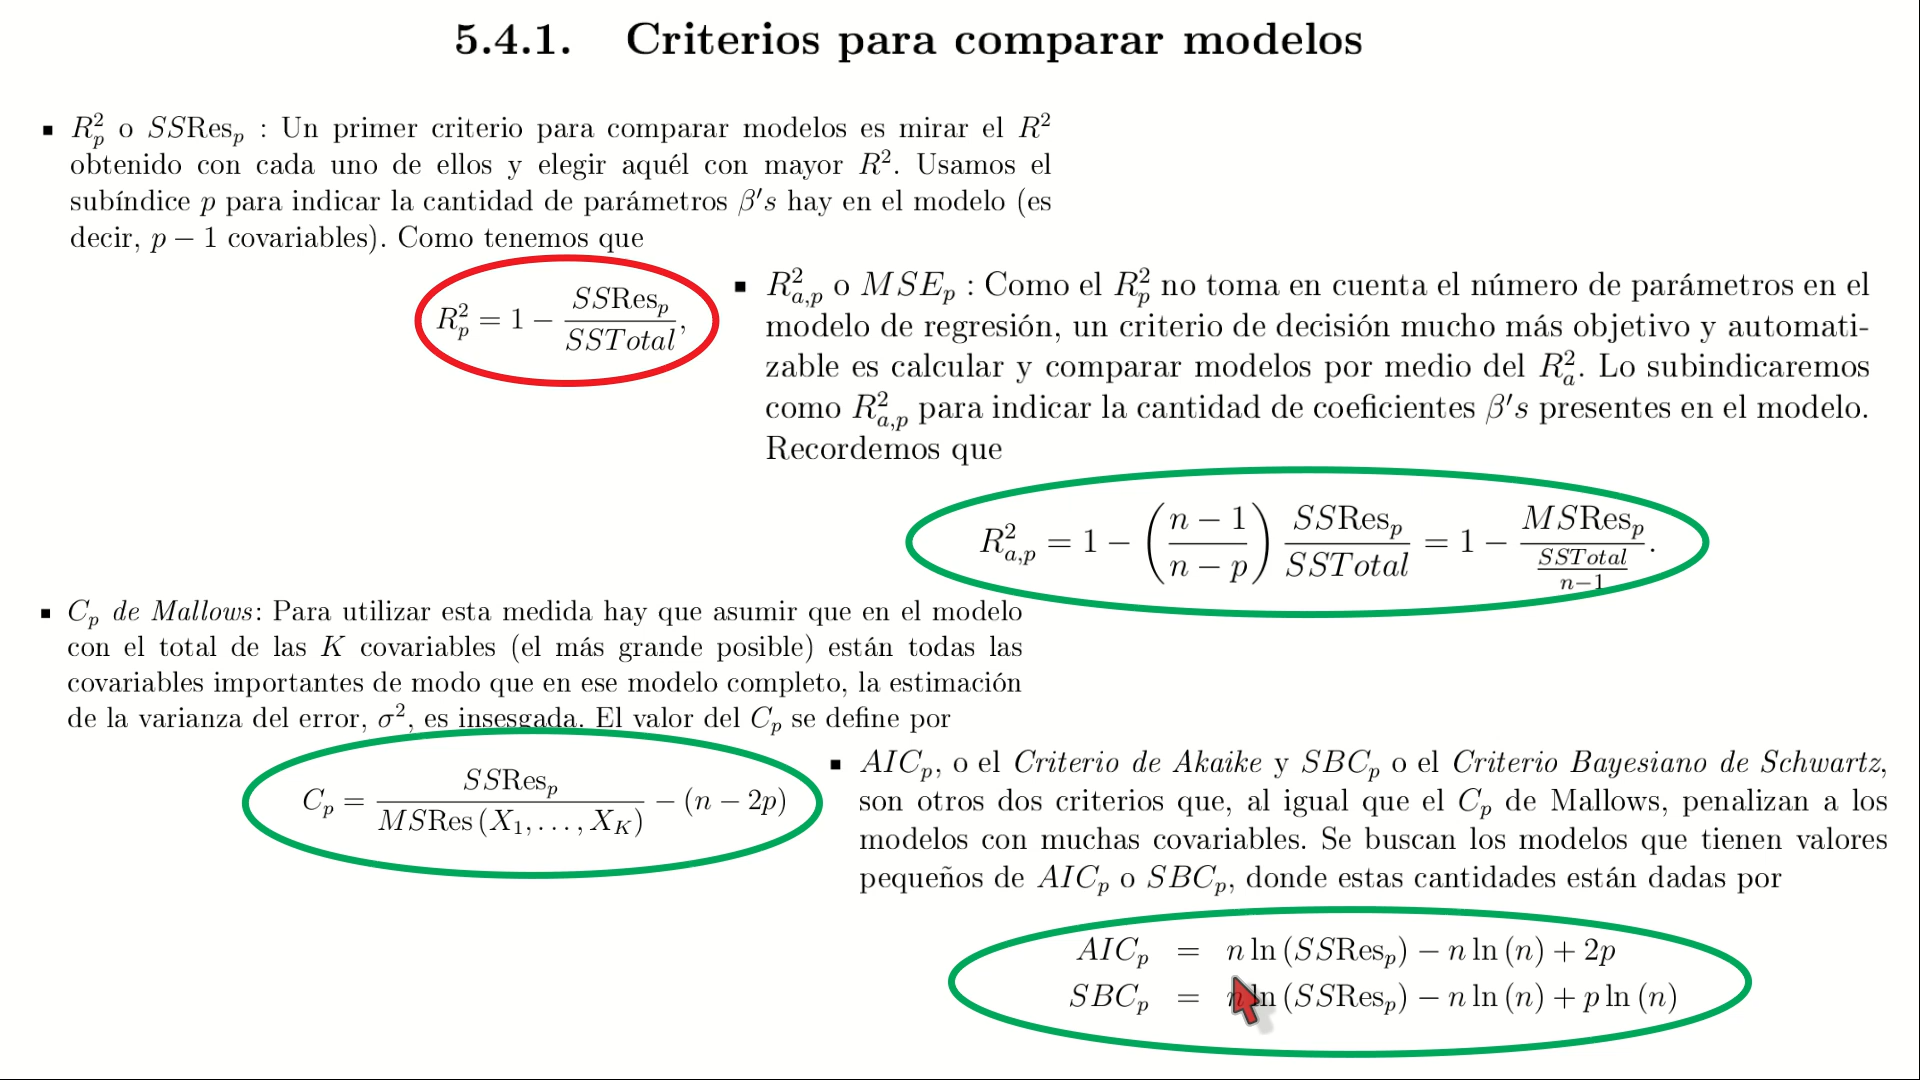 5.4.1. Criterios para comparar modelos
▪ R²_p o SSRes_p : Un primer criterio para comparar modelos es mirar el R²
obtenido con cada uno de ellos y elegir aquél con mayor R². Usamos el
subíndice p para indicar la cantidad de parámetros β's hay en el modelo (es
decir, p − 1 covariables). Como tenemos que
R²_p = 1 − SSRes_p / SSTotal,
▪ R²_{a,p} o MSE_p : Como el R²_p no toma en cuenta el número de parámetros en el
modelo de regresión, un criterio de decisión mucho más objetivo y automati-
zable es calcular y comparar modelos por medio del R²_a. Lo subindicaremos
como R²_{a,p} para indicar la cantidad de coeficientes β's presentes en el modelo.
Recordemos que
R²_{a,p} = 1 − ((n − 1) / (n − p)) SSRes_p / SSTotal = 1 − MSRes_p / (SSTotal / (n−1)).
▪ C_p de Mallows: Para utilizar esta medida hay que asumir que en el modelo
con el total de las K covariables (el más grande posible) están todas las
covariables importantes de modo que en ese modelo completo, la estimación
de la varianza del error, σ², es insesgada. El valor del C_p se define por
C_p = SSRes_p / MSRes (X_1, . . . , X_K) − (n − 2p)
▪ AIC_p, o el Criterio de Akaike y SBC_p o el Criterio Bayesiano de Schwartz,
son otros dos criterios que, al igual que el C_p de Mallows, penalizan a los
modelos con muchas covariables. Se buscan los modelos que tienen valores
pequeños de AIC_p o SBC_p, donde estas cantidades están dadas por
AIC_p = n ln (SSRes_p) − n ln (n) + 2p
SBC_p = n ln (SSRes_p) − n ln (n) + p ln (n)